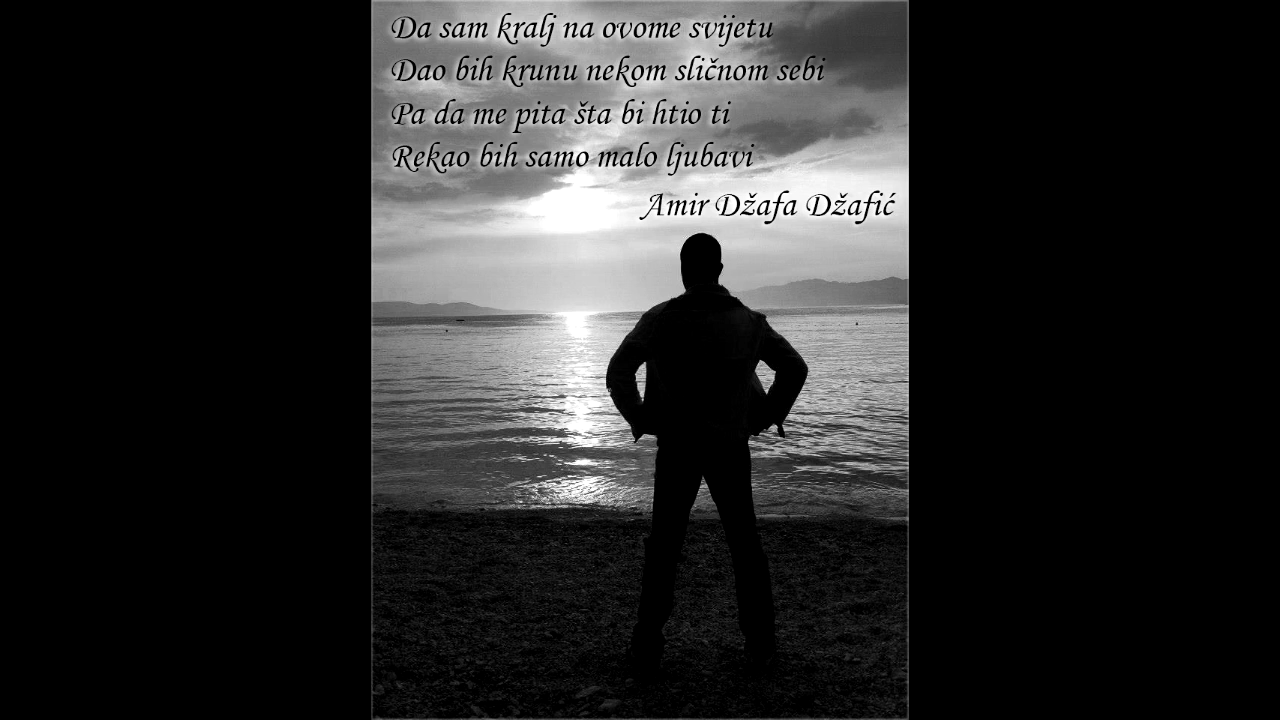 Da sam kralj na ovome svijetu
Dao bih krunu nekom sličnom sebi
Pa da me pita šta bi htio ti
Rekao bih samo malo ljubavi
Amir Džafa Džafić